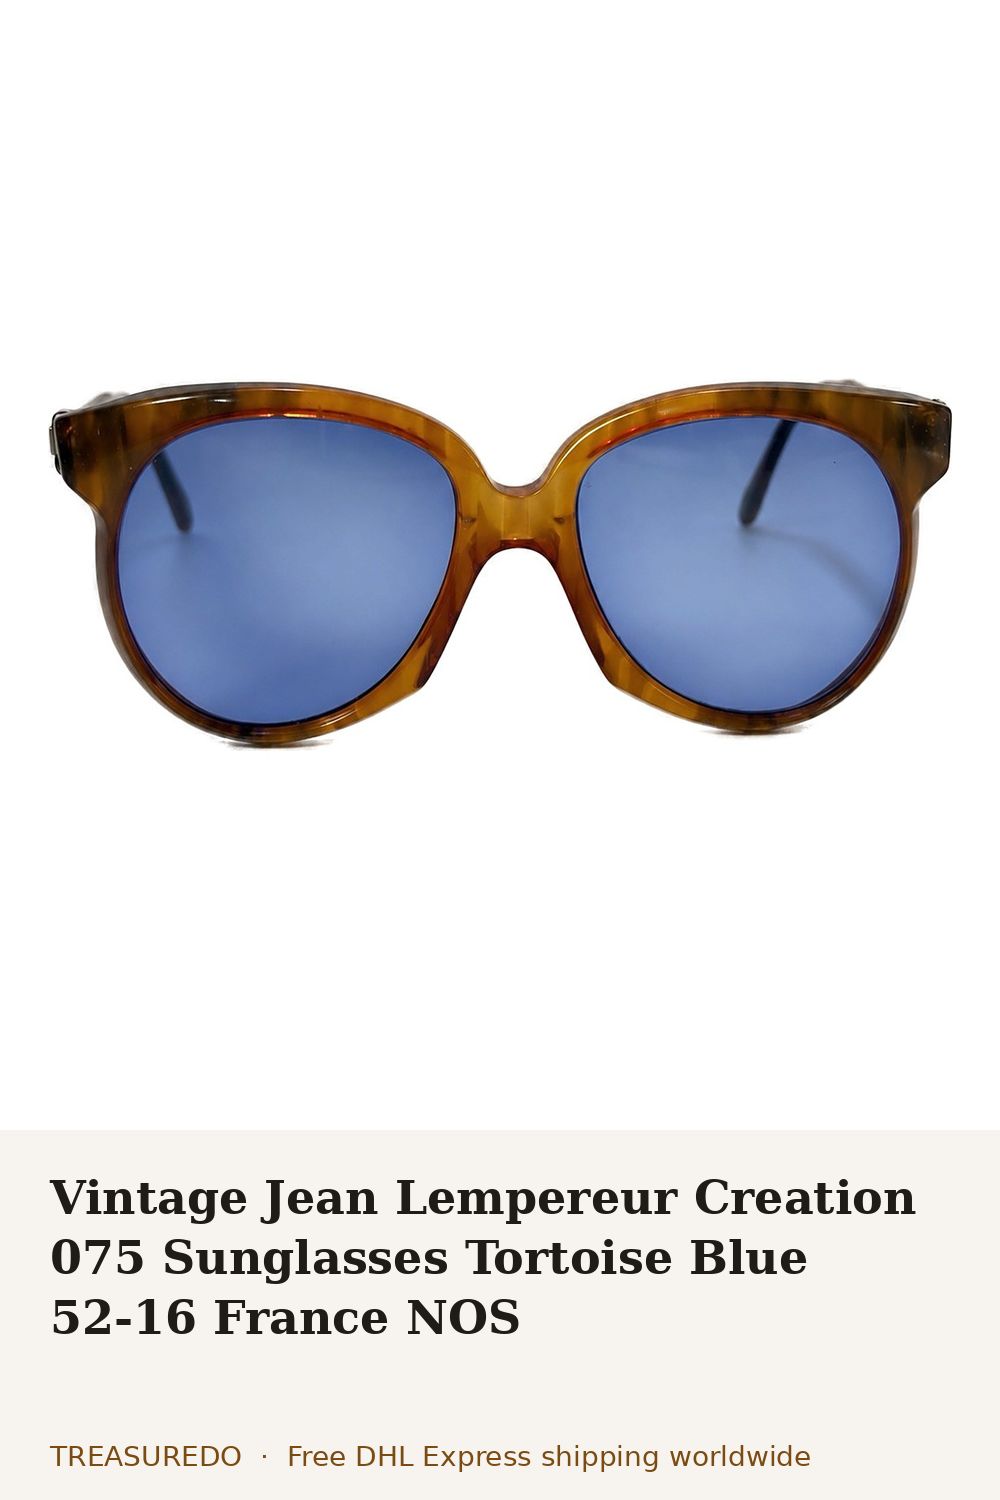 Vintage Jean Lempereur Creation
075 Sunglasses Tortoise Blue
52-16 France NOS
TREASUREDO · Free DHL Express shipping worldwide